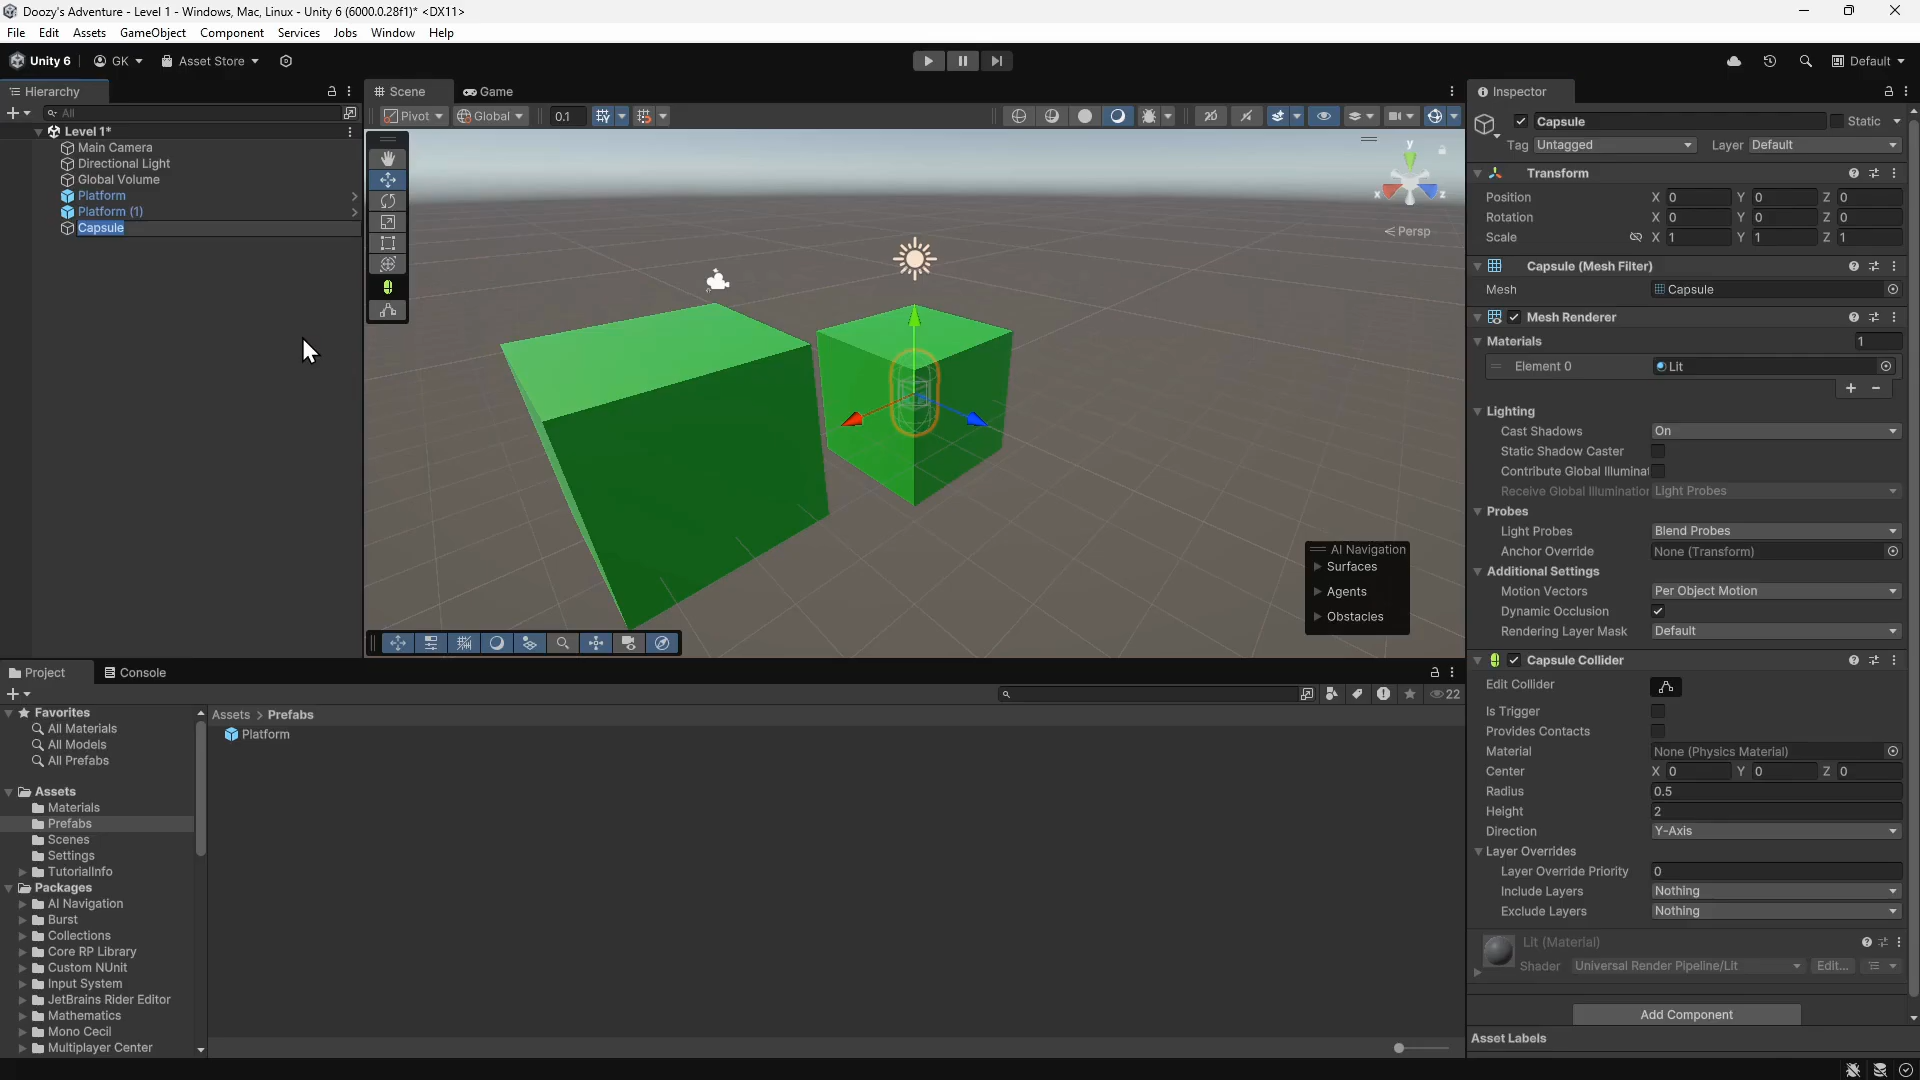 Doozy's Adventure - Level 1 - Windows, Mac, Linux - Unity 6 (6000.0.28f1)* <DX11>
File Edit Assets GameObject Component Services Jobs Window Help
Unity 6 GK Asset Store Default
Hierarchy
All
Level 1*
Main Camera
Directional Light
Global Volume
Platform
Platform (1)
Capsule
Scene Game
Pivot Global 0.1 2D
y
x z
Persp
AI Navigation
Surfaces
Agents
Obstacles
Project Console
22
Favorites
All Materials
All Models
All Prefabs
Assets
Materials
Prefabs
Scenes
Settings
TutorialInfo
Packages
AI Navigation
Burst
Collections
Core RP Library
Custom NUnit
Input System
JetBrains Rider Editor
Mathematics
Mono Cecil
Multiplayer Center
Assets > Prefabs
Platform
Inspector
Capsule Static
Tag Untagged Layer Default
Transform
Position X 0 Y 0 Z 0
Rotation X 0 Y 0 Z 0
Scale X 1 Y 1 Z 1
Capsule (Mesh Filter)
Mesh Capsule
Mesh Renderer
Materials 1
Element 0 Lit
Lighting
Cast Shadows On
Static Shadow Caster
Contribute Global Illuminat
Receive Global Illumination Light Probes
Probes
Light Probes Blend Probes
Anchor Override None (Transform)
Additional Settings
Motion Vectors Per Object Motion
Dynamic Occlusion
Rendering Layer Mask Default
Capsule Collider
Edit Collider
Is Trigger
Provides Contacts
Material None (Physics Material)
Center X 0 Y 0 Z 0
Radius 0.5
Height 2
Direction Y-Axis
Layer Overrides
Layer Override Priority 0
Include Layers Nothing
Exclude Layers Nothing
Lit (Material)
Shader Universal Render Pipeline/Lit Edit...
Add Component
Asset Labels